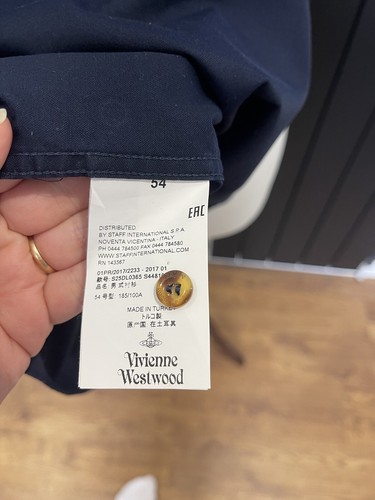 54
EAC
DISTRIBUTED
BY STAFF INTERNATIONAL S.P.A.
NOVENTA VICENTINA - ITALY
PH 0444 784500 FAX 0444 784580
WWW.STAFFINTERNATIONAL.COM
RN 143567
01PR/2017/2233 - 2017 01
款号: S25DL0365 S4481
品名: 男式衬衫
54 号型: 185/100A
MADE IN TURKEY
トルコ製
原产国: 在土耳其
Vivienne
Westwood